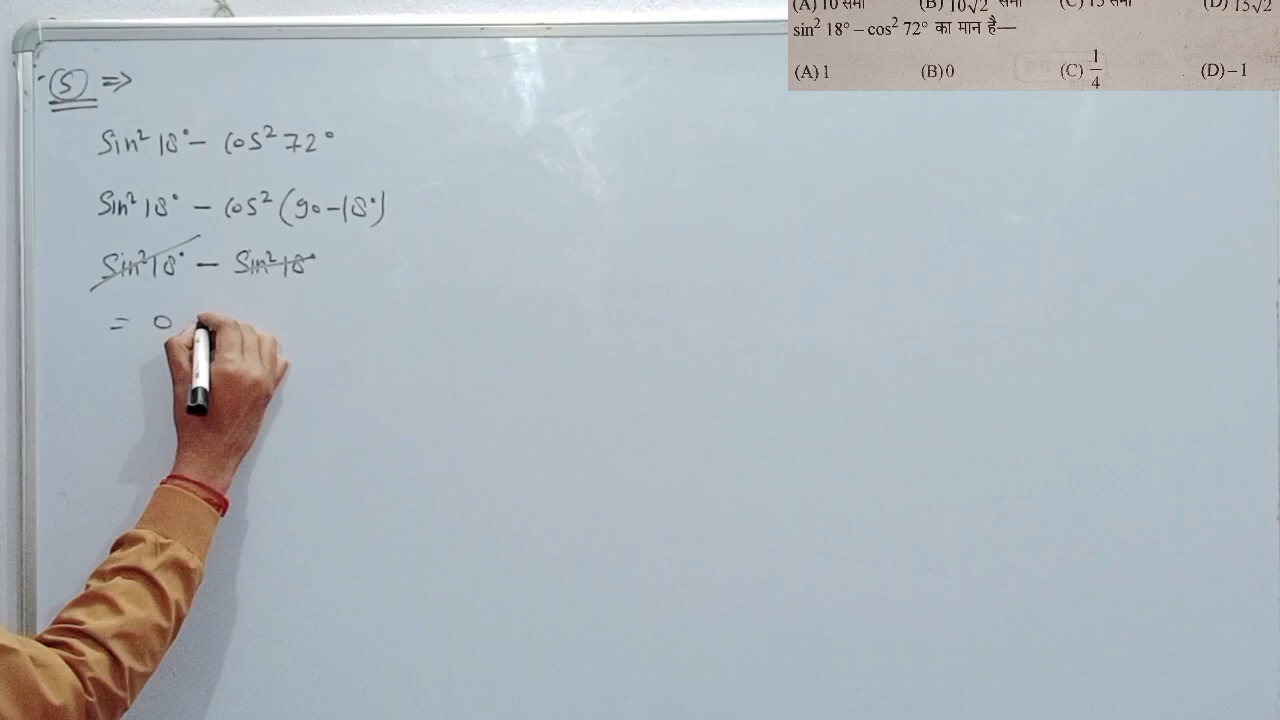 (A) 10 सेमी (B) 10√2 सेमी (C) 15 सेमी (D) 15√2
sin² 18° – cos² 72° का मान है—
(A) 1 (B) 0 (C) 1/4 (D) – 1
(5) =>
Sin² 18° – cos² 72°
Sin² 18° – cos² (90–18°)
Sin² 18° – Sin² 18°
= 0